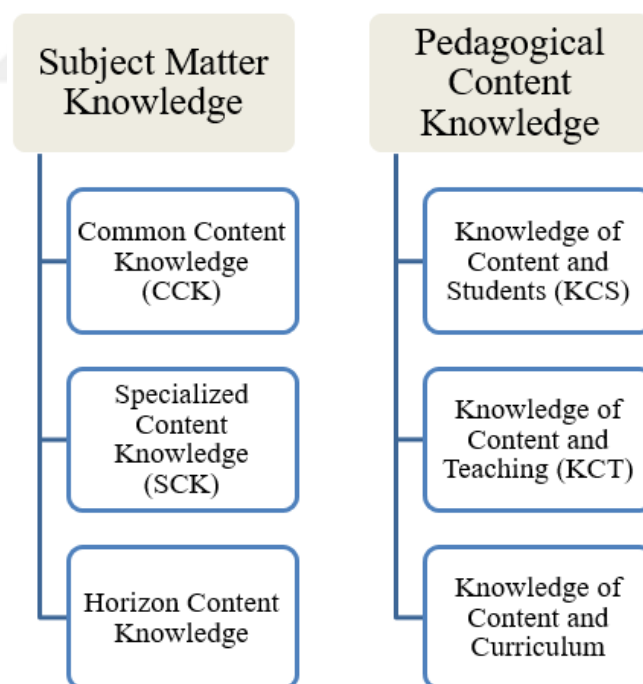 Subject Matter
Knowledge
Common Content
Knowledge
(CCK)
Specialized
Content
Knowledge
(SCK)
Horizon Content
Knowledge
Pedagogical
Content
Knowledge
Knowledge of
Content and
Students (KCS)
Knowledge of
Content and
Teaching (KCT)
Knowledge of
Content and
Curriculum